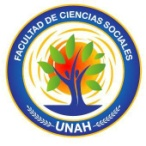 FACULTAD DE CIENCIAS SOCIALES
UNAH